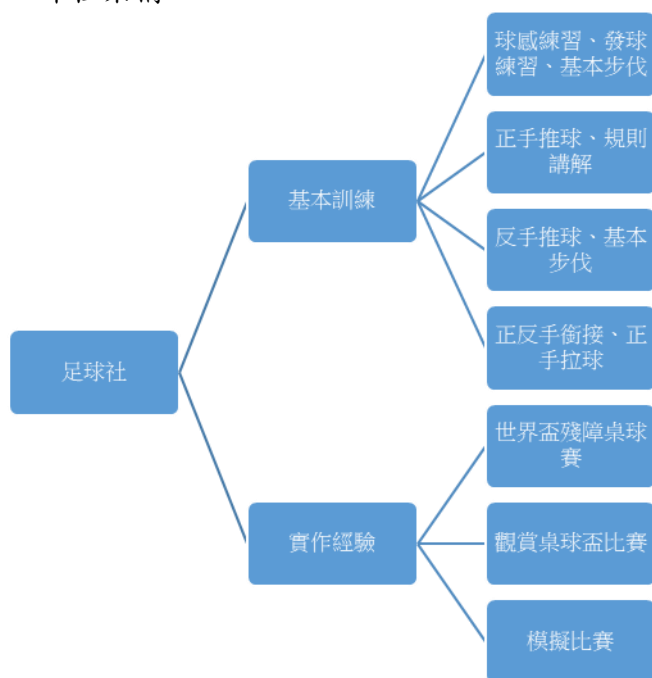 球感練習、發球
練習、基本步伐
正手推球、規則
講解
基本訓練
反手推球、基本
步伐
正反手銜接、正
手拉球
足球社
世界盃殘障桌球
賽
實作經驗
觀賞桌球盃比賽
模擬比賽